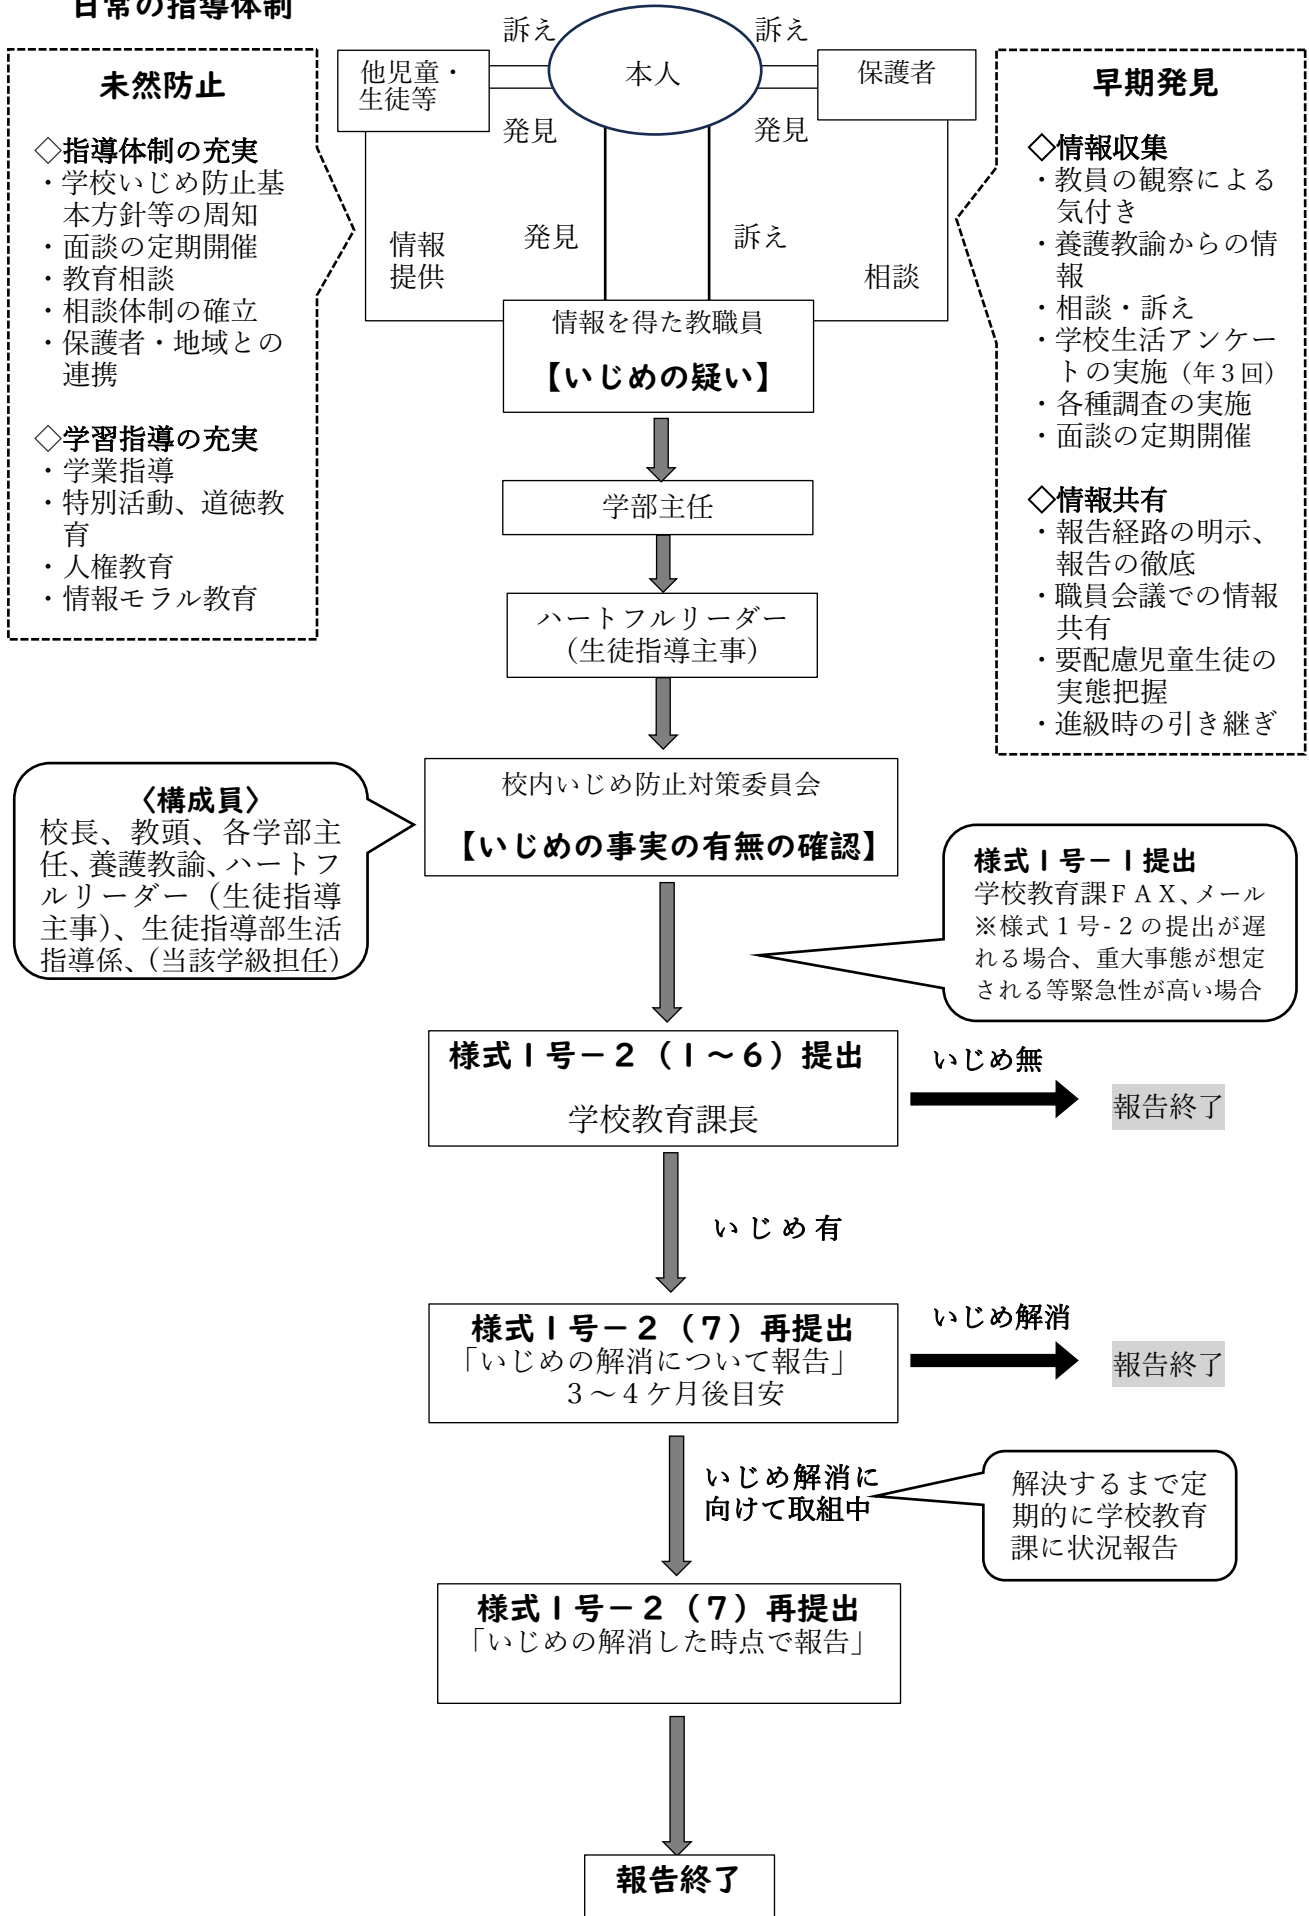 日常の指導体制
未然防止
◇指導体制の充実
・学校いじめ防止基
本方針等の周知
・面談の定期開催
・教育相談
・相談体制の確立
・保護者・地域との
連携
◇学習指導の充実
・学業指導
・特別活動、道徳教
育
・人権教育
・情報モラル教育
他児童・
生徒等
訴え
発見
本人
訴え
発見
保護者
情報
提供
発見
訴え
相談
情報を得た教職員
【いじめの疑い】
早期発見
◇情報収集
・教員の観察による
気付き
・養護教諭からの情
報
・相談・訴え
・学校生活アンケー
トの実施（年３回）
・各種調査の実施
・面談の定期開催
◇情報共有
・報告経路の明示、
報告の徹底
・職員会議での情報
共有
・要配慮児童生徒の
実態把握
・進級時の引き継ぎ
学部主任
ハートフルリーダー
（生徒指導主事）
校内いじめ防止対策委員会
【いじめの事実の有無の確認】
〈構成員〉
校長、教頭、各学部主
任、養護教諭、ハートフ
ルリーダー（生徒指導
主事）、生徒指導部生活
指導係、（当該学級担任）
様式１号－１提出
学校教育課ＦＡＸ、メール
※様式１号-２の提出が遅
れる場合、重大事態が想定
される等緊急性が高い場合
様式１号－２（１～６）提出
学校教育課長
いじめ無
報告終了
いじめ有
様式１号－２（７）再提出
「いじめの解消について報告」
３～４ケ月後目安
いじめ解消
報告終了
いじめ解消に
向けて取組中
解決するまで定
期的に学校教育
課に状況報告
様式１号－２（７）再提出
「いじめの解消した時点で報告」
報告終了